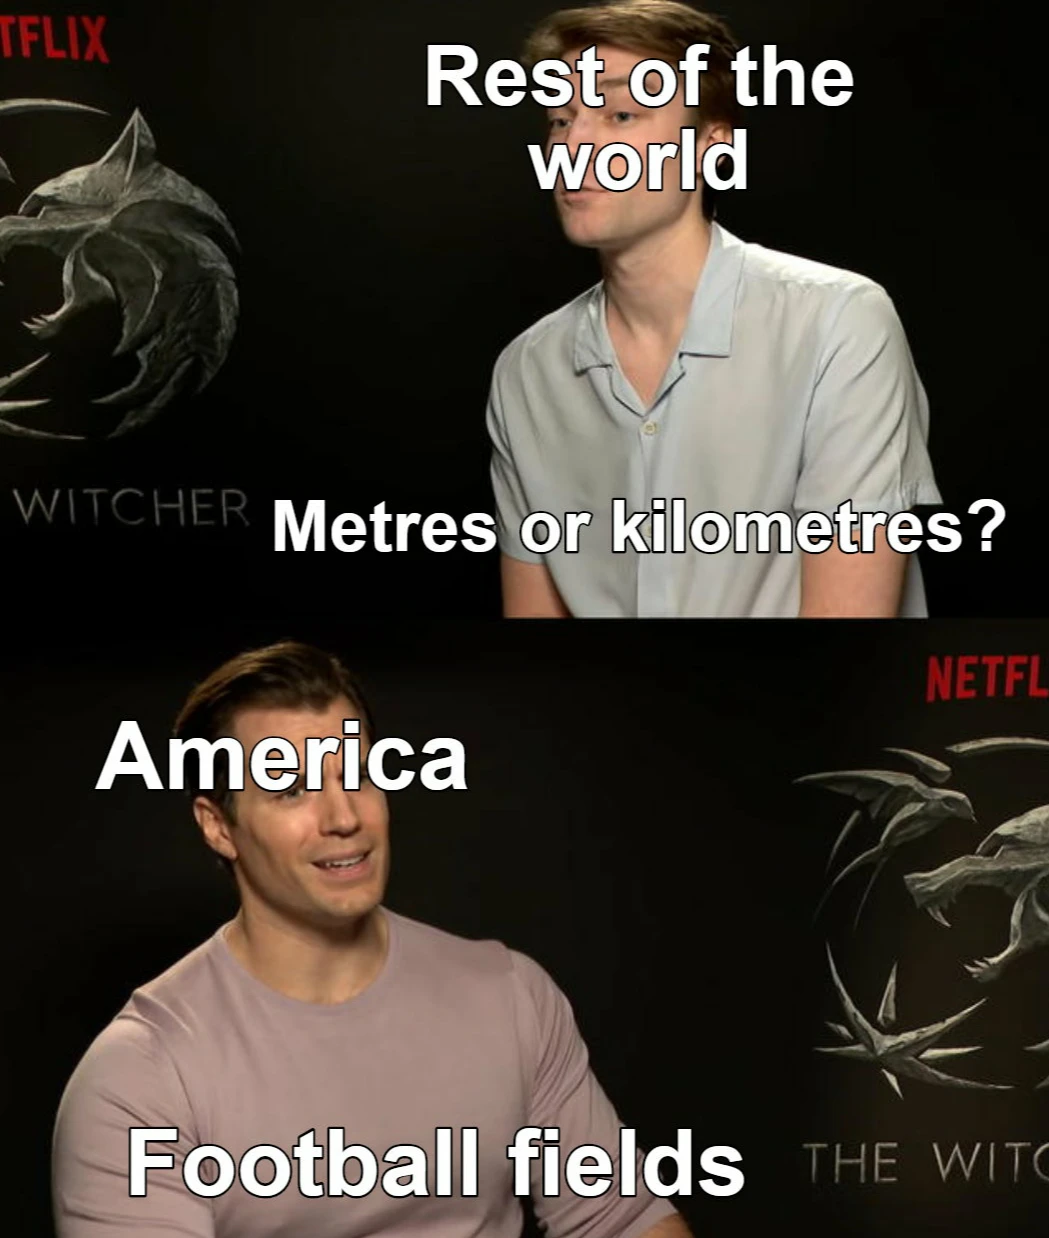 TFLIX
Rest of the
world
WITCHER
Metres or kilometres?
NETFL
America
Football fields
THE WITC